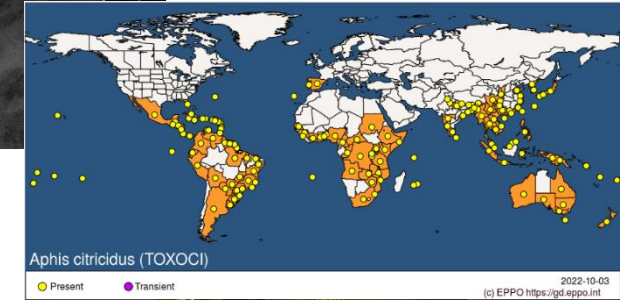 Aphis citricidus (TOXOCI)
Present
Transient
2022-10-03
(c) EPPO https://gd.eppo.int